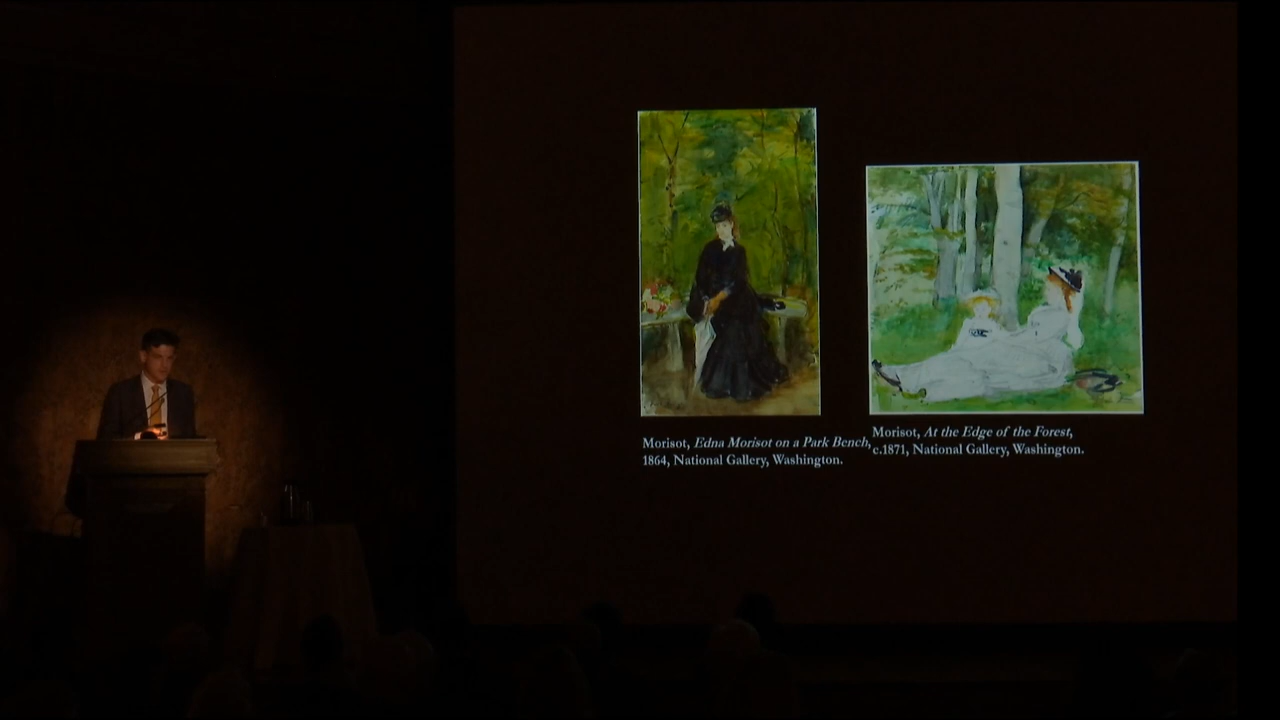 Morisot, Edna Morisot on a Park Bench,
1864, National Gallery, Washington.
Morisot, At the Edge of the Forest,
c.1871, National Gallery, Washington.